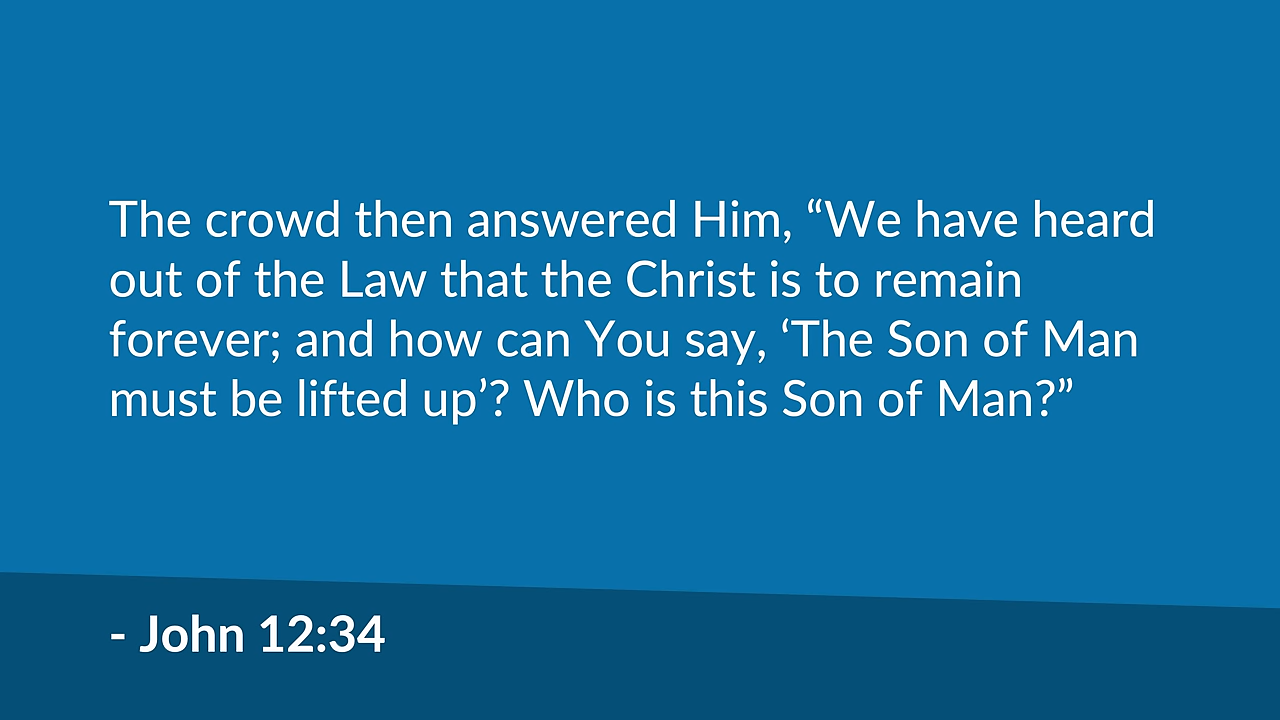 The crowd then answered Him, “We have heard
out of the Law that the Christ is to remain
forever; and how can You say, ‘The Son of Man
must be lifted up’? Who is this Son of Man?”
- John 12:34